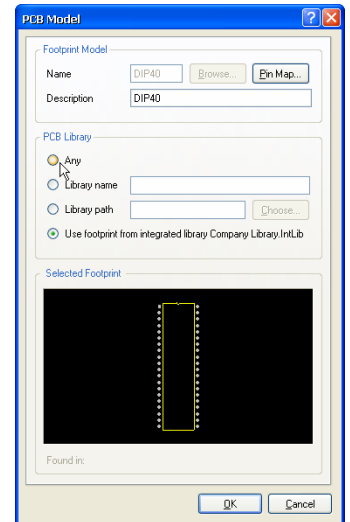 PCB Model
Footprint Model
Name DIP40 Browse... Pin Map...
Description DIP40
PCB Library
Any
Library name
Library path Choose...
Use footprint from integrated library Company Library.IntLib
Selected Footprint
Found in:
OK Cancel